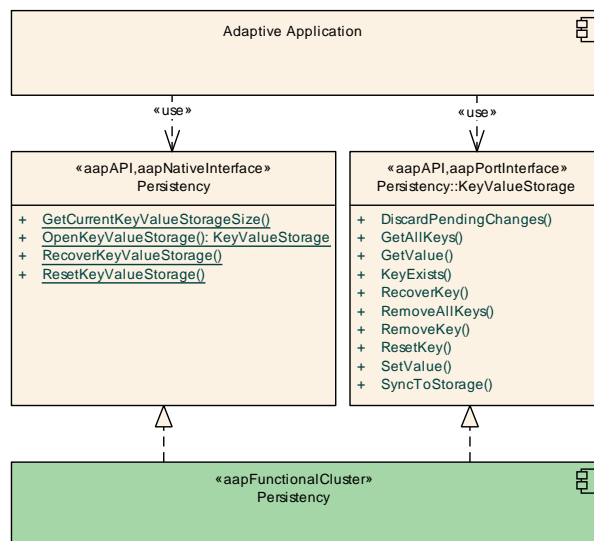 Adaptive Application
«use»
«use»
«aapAPI,aapNativeInterface»
Persistency
+ GetCurrentKeyValueStorageSize()
+ OpenKeyValueStorage(): KeyValueStorage
+ RecoverKeyValueStorage()
+ ResetKeyValueStorage()
«aapAPI,aapPortInterface»
Persistency::KeyValueStorage
+ DiscardPendingChanges()
+ GetAllKeys()
+ GetValue()
+ KeyExists()
+ RecoverKey()
+ RemoveAllKeys()
+ RemoveKey()
+ ResetKey()
+ SetValue()
+ SyncToStorage()
«aapFunctionalCluster»
Persistency